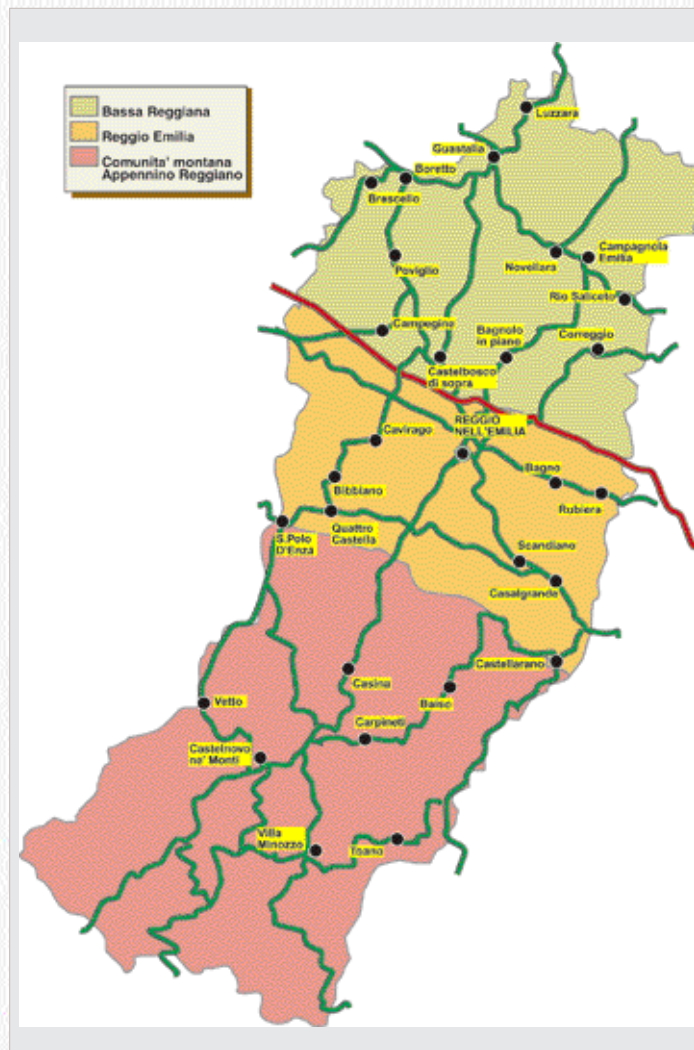 Bassa Reggiana
Reggio Emilia
Comunita' montana
Appennino Reggiano
Luzzara
Guastalla
Boretto
Brescello
Poviglio
Novellara
Campagnola
Emilia
Rio Saliceto
Campegine
Bagnolo
in piano
Correggio
Castelbosco
di sopra
REGGIO
NELL'EMILIA
Cavirago
Bagno
Bibbiano
Rubiera
Quattro
Castella
S.Polo
D'Enza
Scandiano
Casalgrande
Castellarano
Casina
Baiso
Vetto
Carpineti
Castelnovo
ne' Monti
Villa
Minozzo
Toano